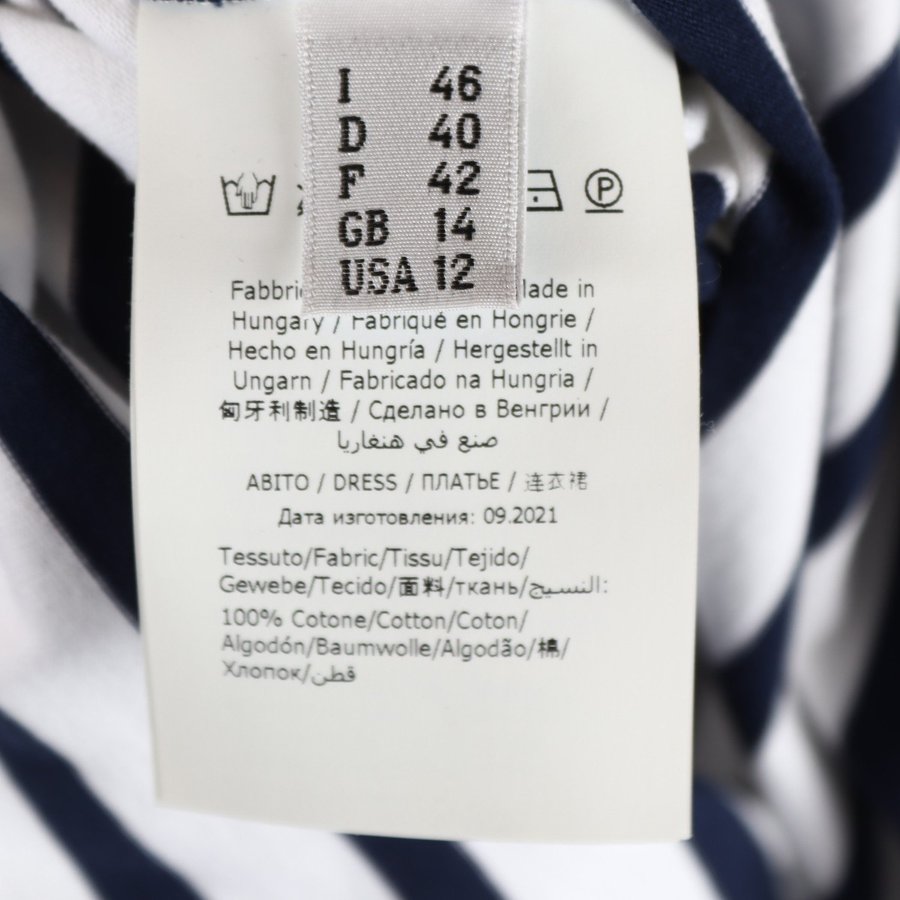 I 46
D 40
F 42
GB 14
USA 12
P
in
Hungary / Fabriqué en Hongrie /
Hecho en Hungría / Hergestellt in
Ungarn / Fabricado na Hungria /
匈牙利制造 / Сделано в Венгрии /
صنع في هنغاريا
ABITO / DRESS / ПЛАТЬЕ / 连衣裙
Дата изготовления: 09.2021
Tessuto/Fabric/Tissu/Tejido/
Gewebe/Tecido/面料/ткань/النسيج:
100% Cotone/Cotton/Coton/
Algodón/Baumwolle/Algodão/棉/
Хлопок/قطن